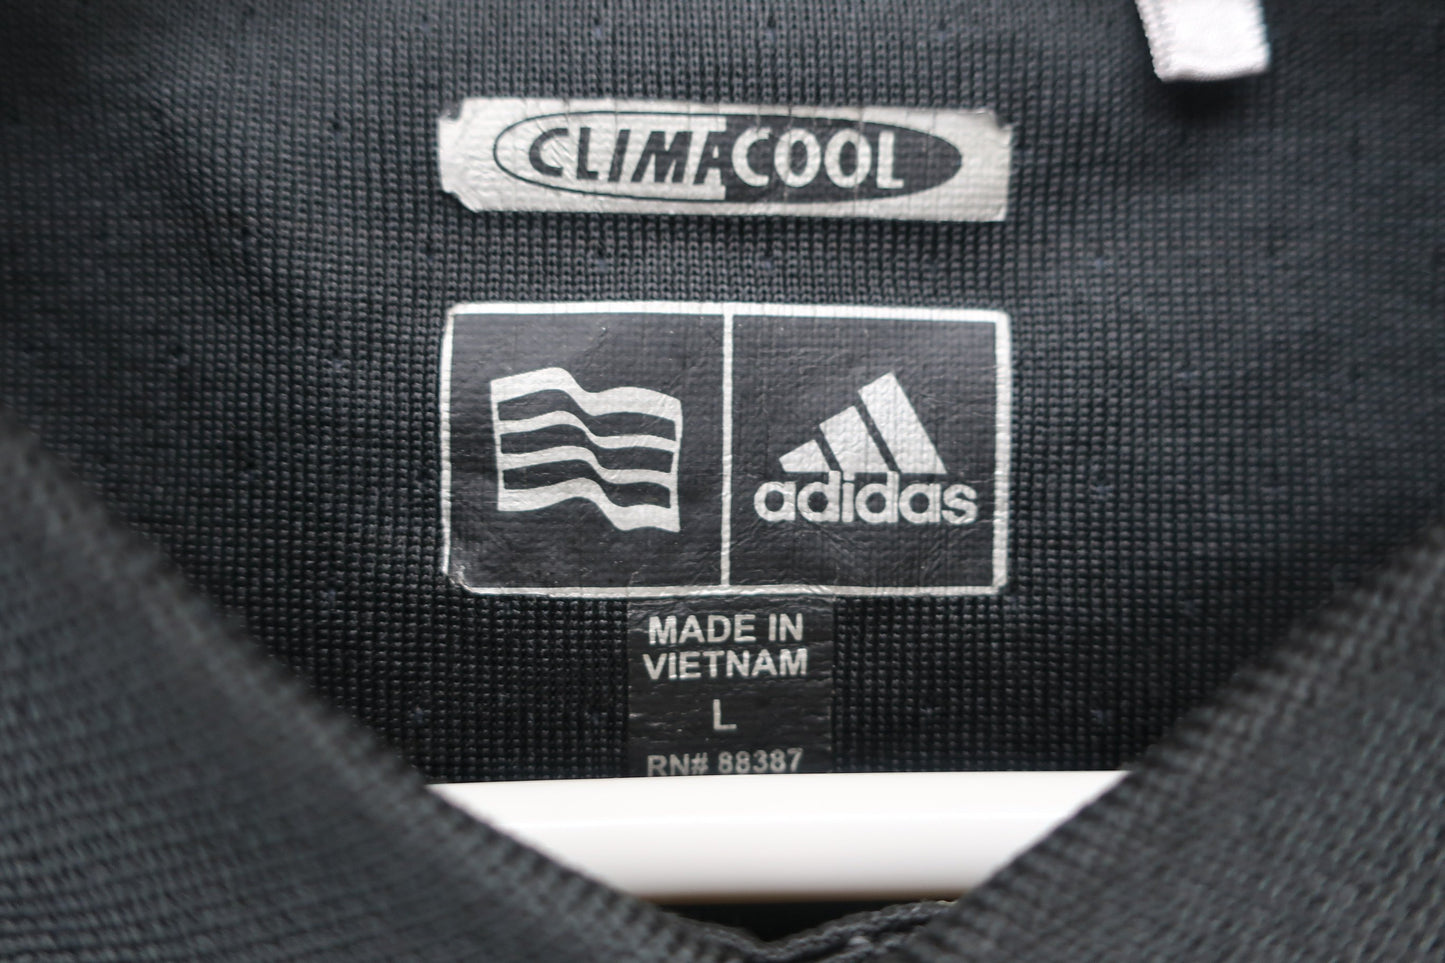 CLIMACOOL
adidas
MADE IN
VIETNAM
L
RN# 88387